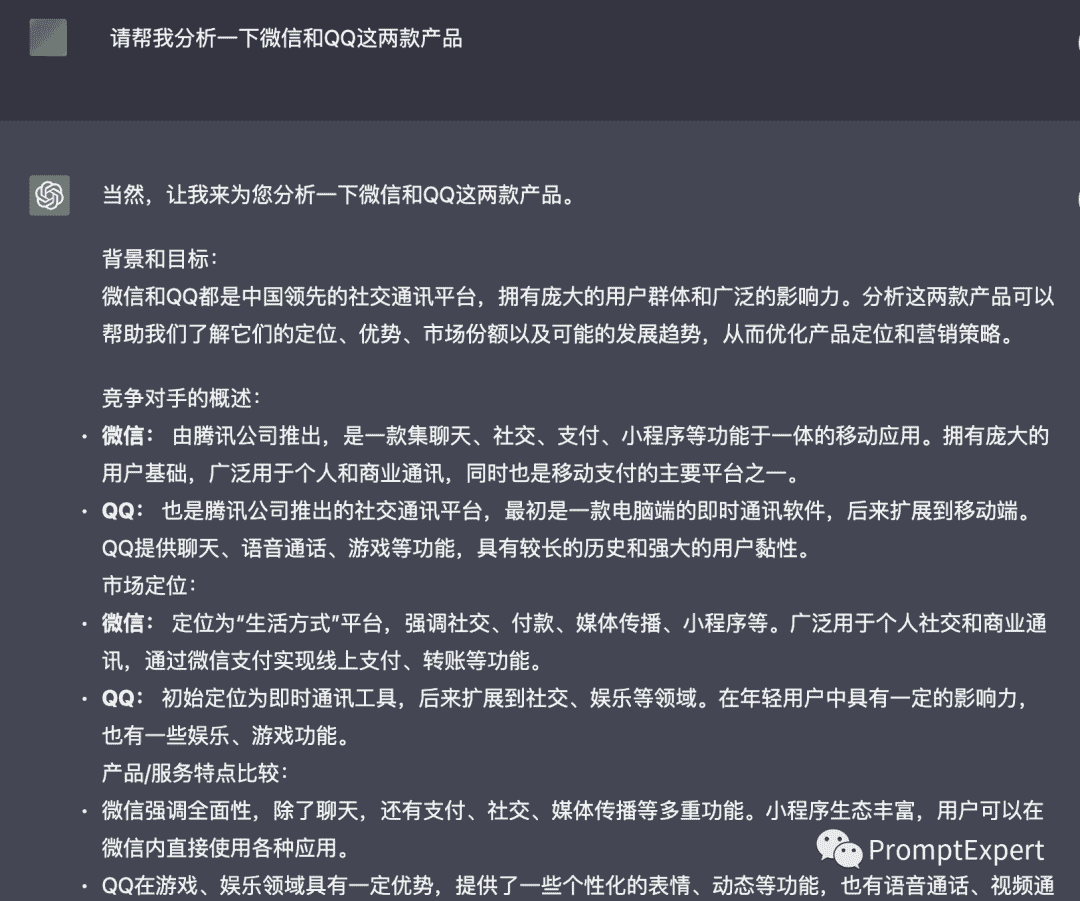 请帮我分析一下微信和QQ这两款产品
当然，让我来为您分析一下微信和QQ这两款产品。
背景和目标：
微信和QQ都是中国领先的社交通讯平台，拥有庞大的用户群体和广泛的影响力。分析这两款产品可以
帮助我们了解它们的定位、优势、市场份额以及可能的发展趋势，从而优化产品定位和营销策略。
竞争对手的概述：
• 微信： 由腾讯公司推出，是一款集聊天、社交、支付、小程序等功能于一体的移动应用。拥有庞大的
用户基础，广泛用于个人和商业通讯，同时也是移动支付的主要平台之一。
• QQ： 也是腾讯公司推出的社交通讯平台，最初是一款电脑端的即时通讯软件，后来扩展到移动端。
QQ提供聊天、语音通话、游戏等功能，具有较长的历史和强大的用户黏性。
市场定位：
• 微信： 定位为“生活方式”平台，强调社交、付款、媒体传播、小程序等。广泛用于个人社交和商业通
讯，通过微信支付实现线上支付、转账等功能。
• QQ： 初始定位为即时通讯工具，后来扩展到社交、娱乐等领域。在年轻用户中具有一定的影响力，
也有一些娱乐、游戏功能。
产品/服务特点比较：
• 微信强调全面性，除了聊天，还有支付、社交、媒体传播等多重功能。小程序生态丰富，用户可以在
微信内直接使用各种应用。
PromptExpert
• QQ在游戏、娱乐领域具有一定优势，提供了一些个性化的表情、动态等功能，也有语音通话、视频通